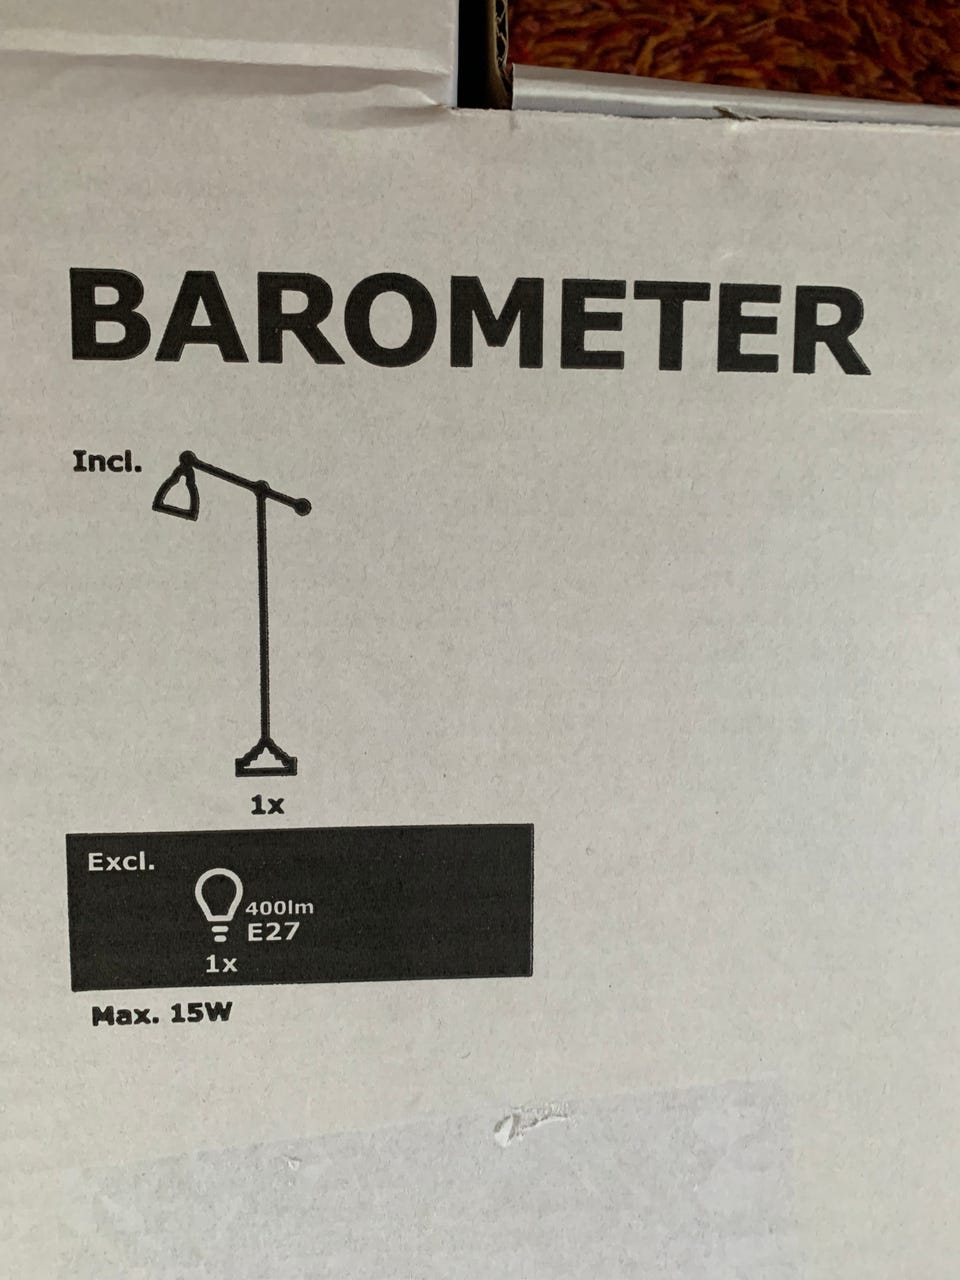 BAROMETER
Incl.
1x
Excl.
400lm
E27
1x
Max. 15W